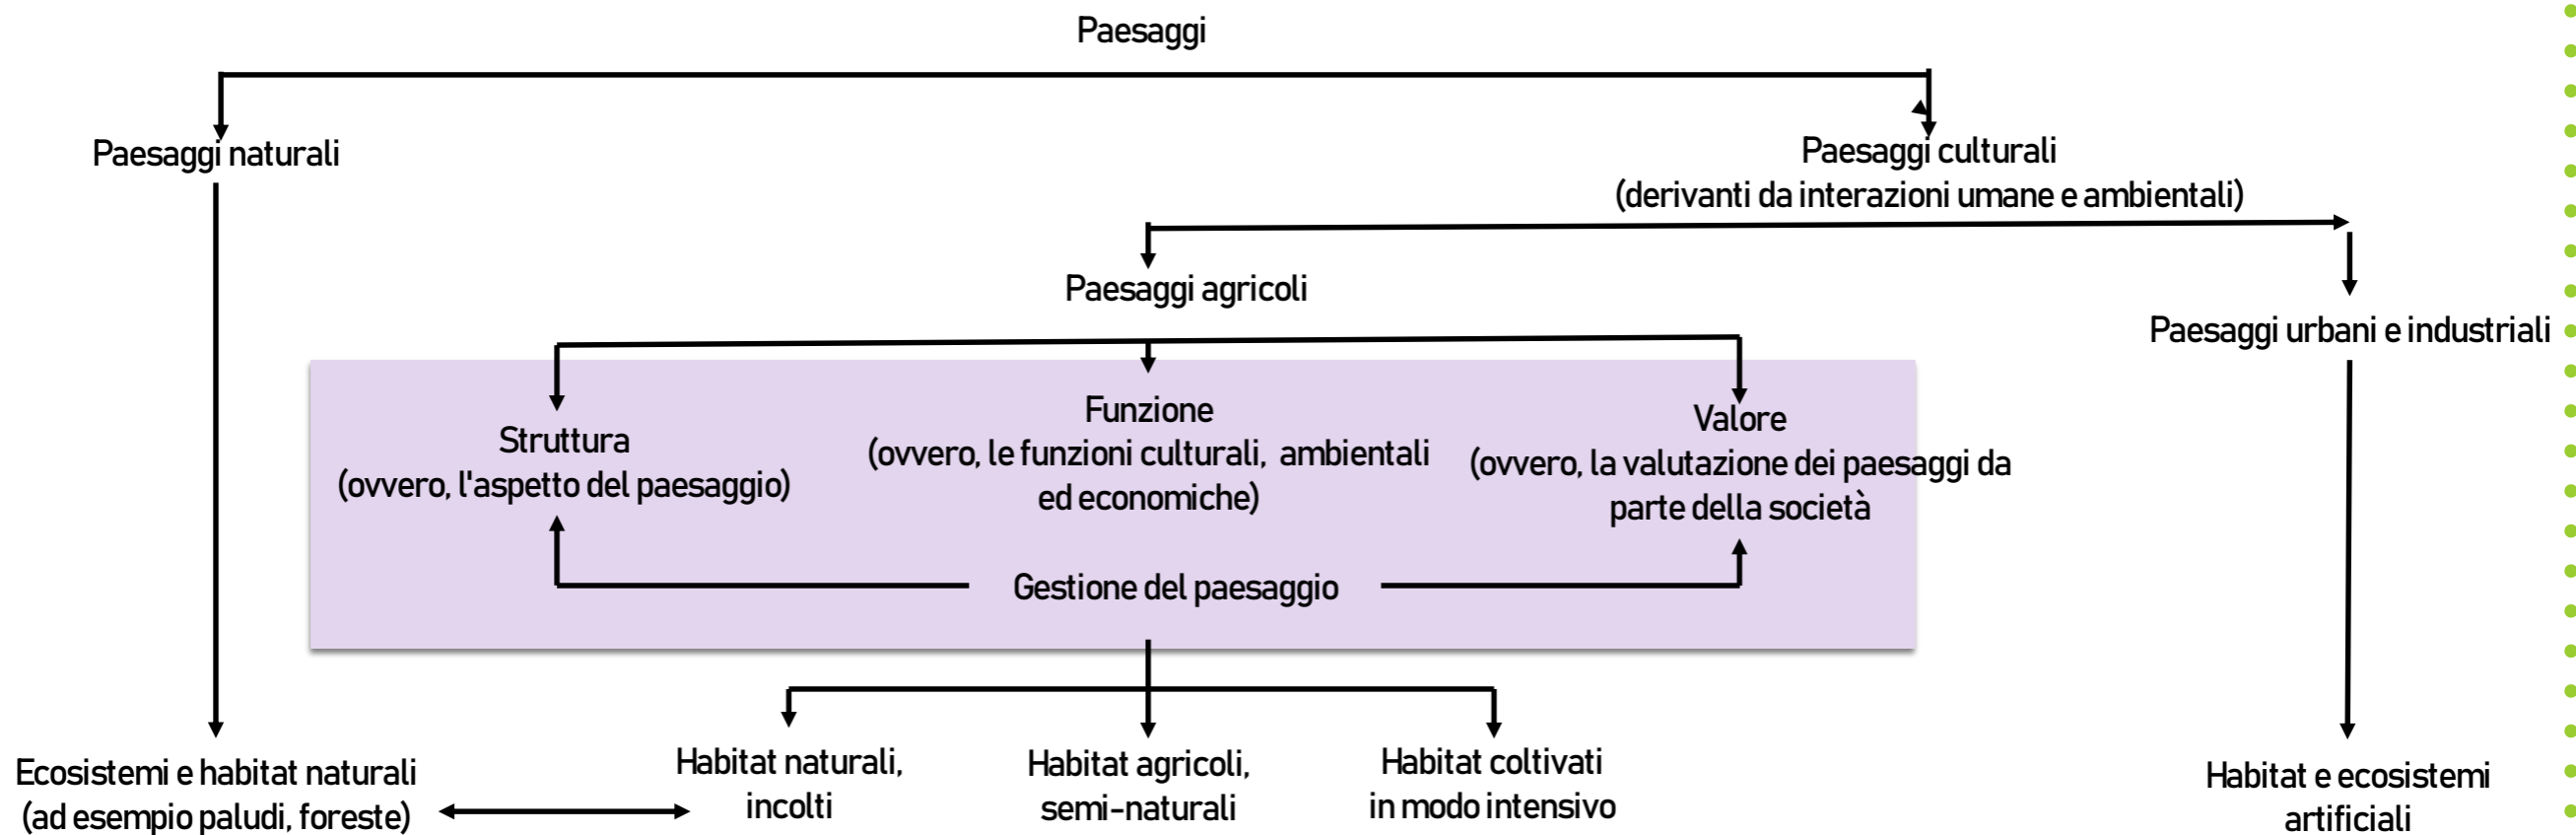 Paesaggi
Paesaggi naturali
Paesaggi culturali
(derivanti da interazioni umane e ambientali)
Paesaggi agricoli
Paesaggi urbani e industriali
Struttura
(ovvero, l'aspetto del paesaggio)
Funzione
(ovvero, le funzioni culturali, ambientali
ed economiche)
Valore
(ovvero, la valutazione dei paesaggi da
parte della società
Gestione del paesaggio
Ecosistemi e habitat naturali
(ad esempio paludi, foreste)
Habitat naturali,
incolti
Habitat agricoli,
semi-naturali
Habitat coltivati
in modo intensivo
Habitat e ecosistemi
artificiali